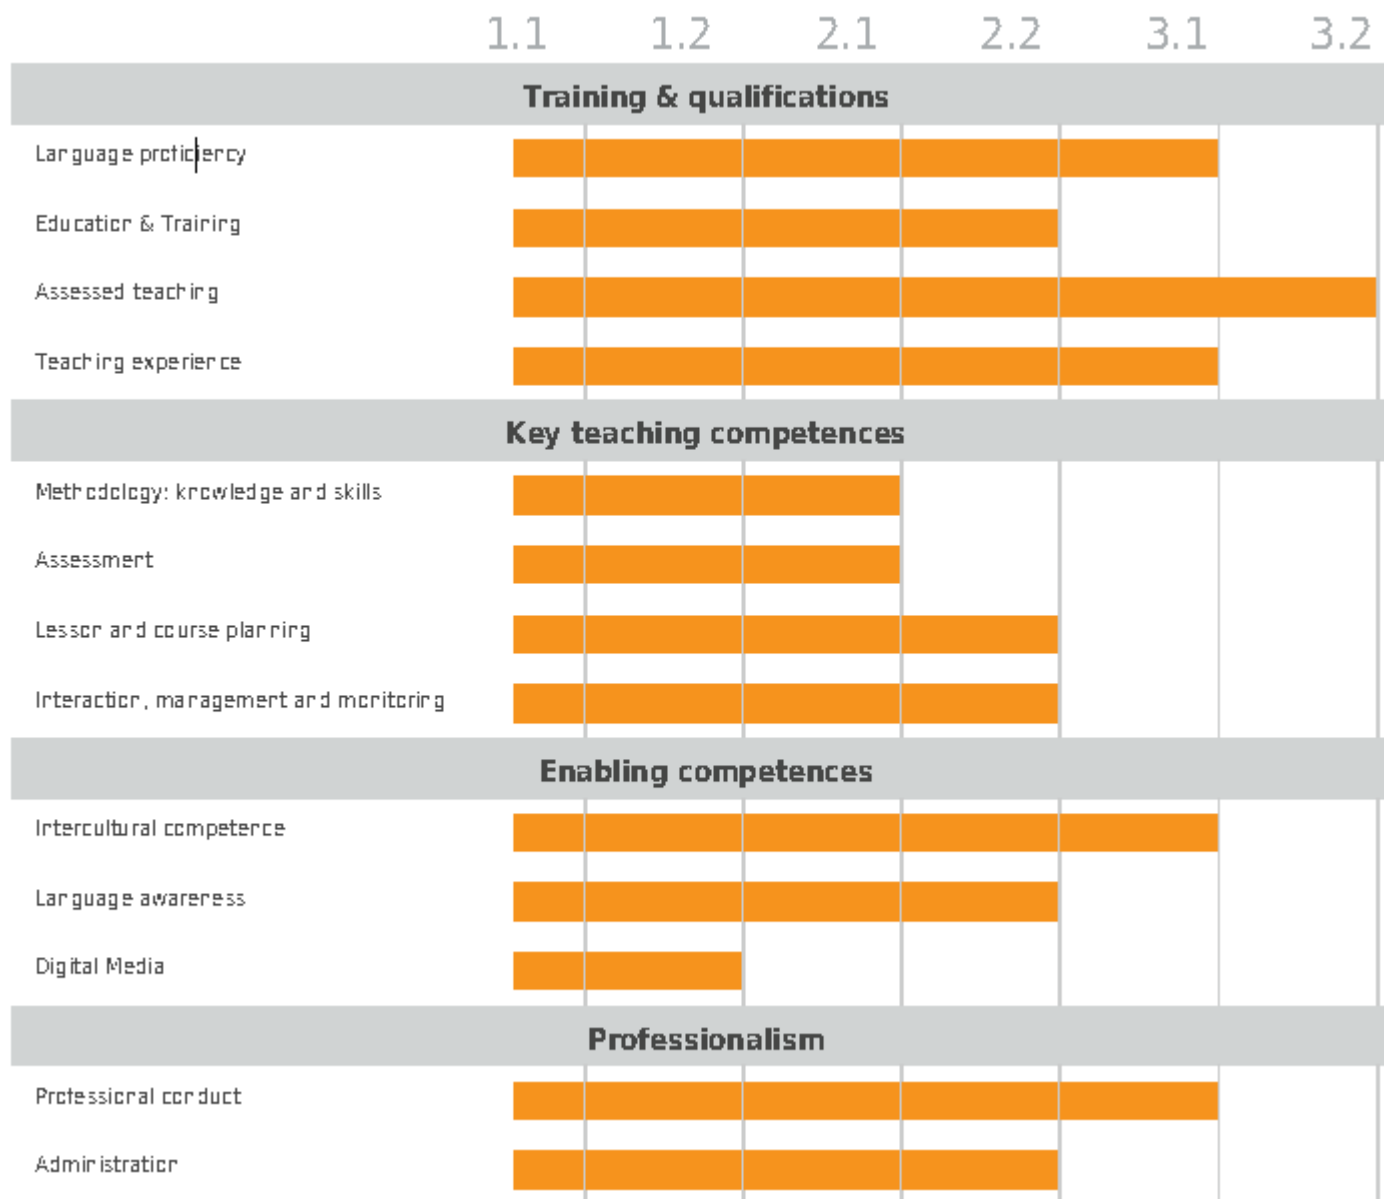 1.1 1.2 2.1 2.2 3.1 3.2
Training & qualifications
Language proficiency
Education & Training
Assessed teaching
Teaching experience
Key teaching competences
Methodology: knowledge and skills
Assessment
Lesson and course planning
Interaction, management and monitoring
Enabling competences
Intercultural competence
Language awareness
Digital Media
Professionalism
Professional conduct
Administration